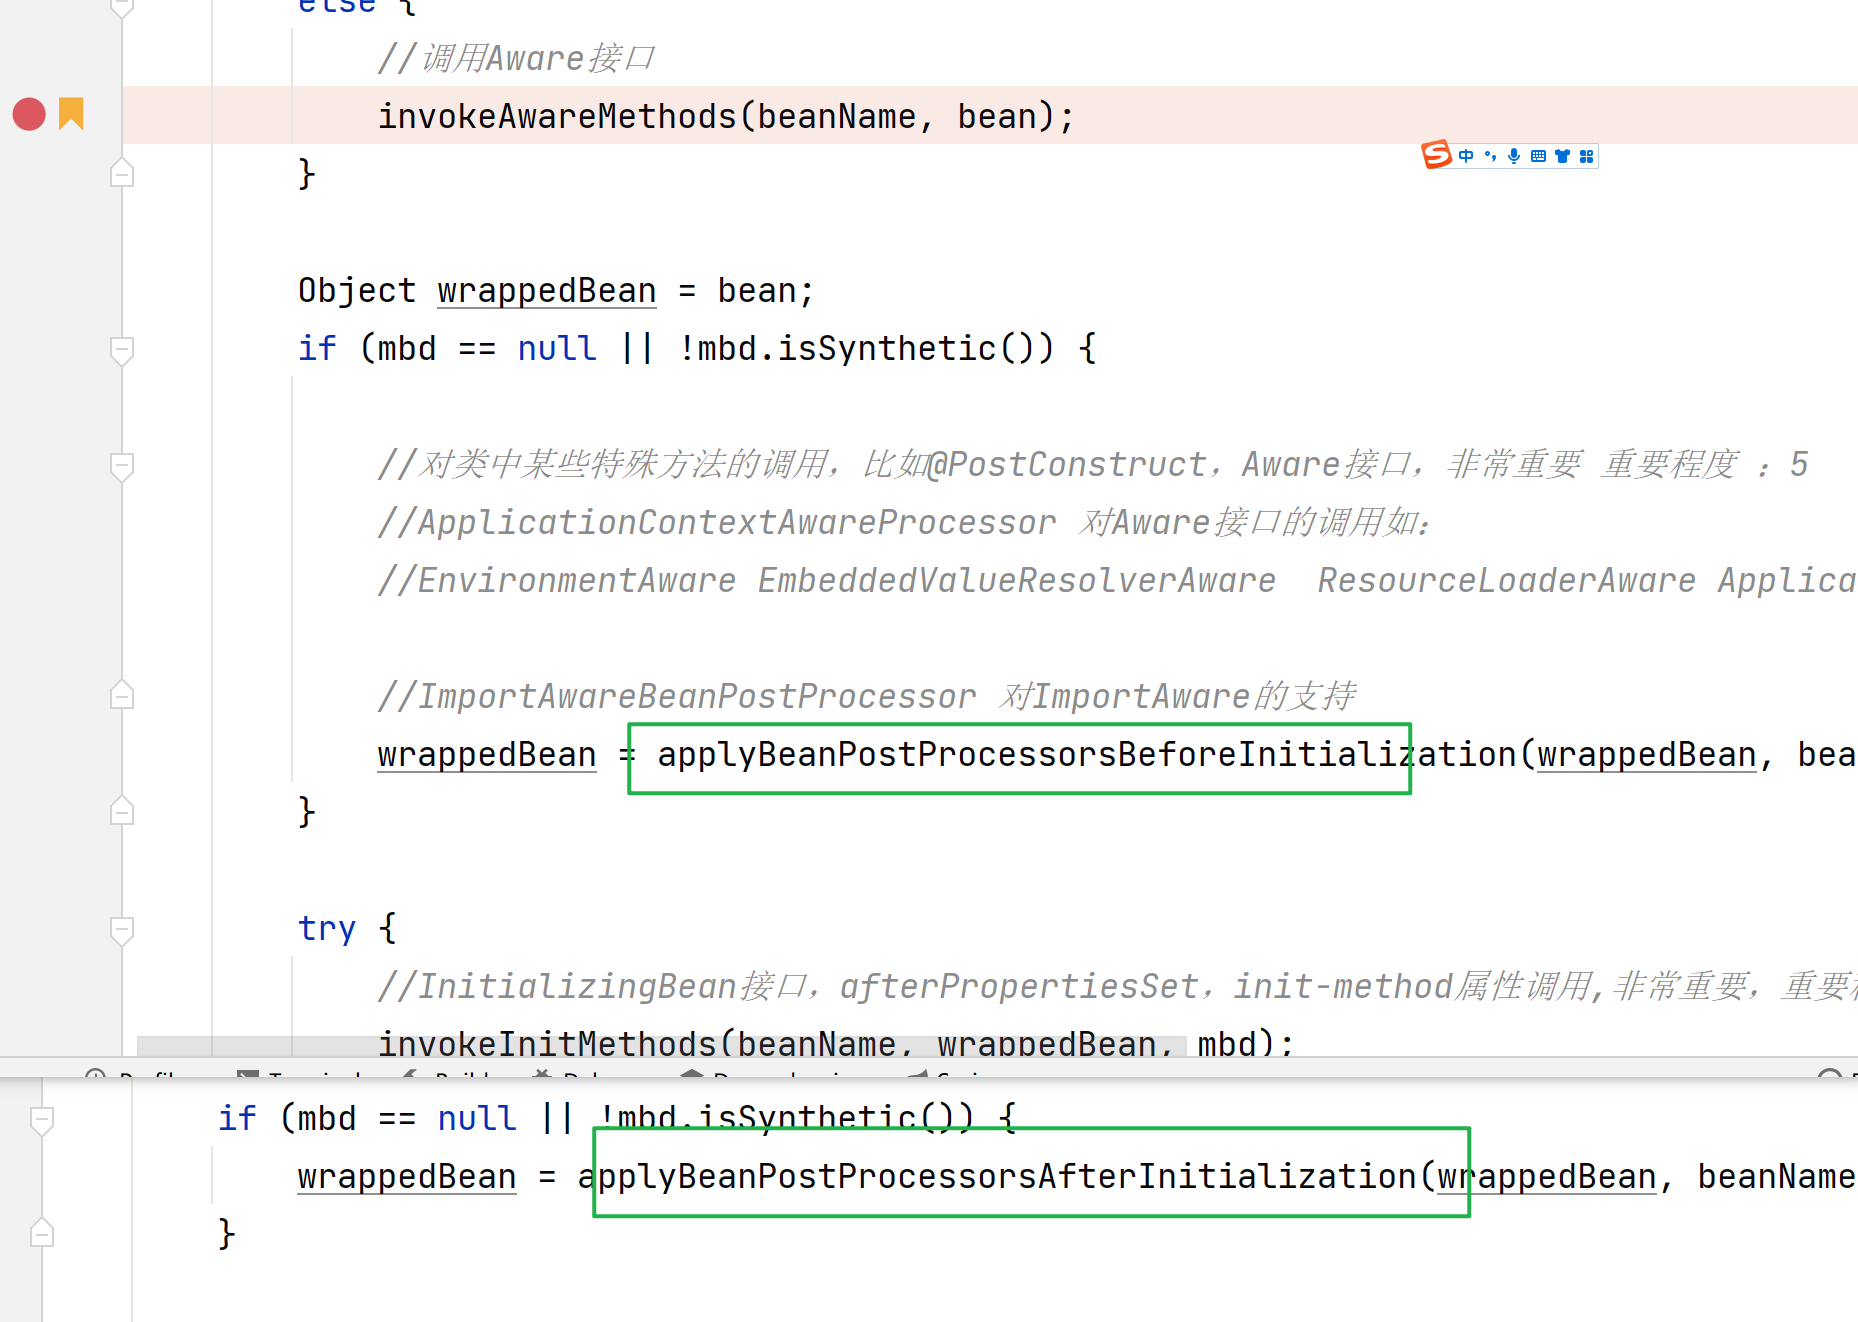 else {
//调用Aware接口
invokeAwareMethods(beanName, bean);
中
}
Object wrappedBean = bean;
if (mbd == null || !mbd.isSynthetic()) {
//对类中某些特殊方法的调用，比如@PostConstruct，Aware接口，非常重要 重要程度 ：5
//ApplicationContextAwareProcessor 对Aware接口的调用如：
//EnvironmentAware EmbeddedValueResolverAware  ResourceLoaderAware Applica
//ImportAwareBeanPostProcessor 对ImportAware的支持
wrappedBean = applyBeanPostProcessorsBeforeInitialization(wrappedBean, bea
}
try {
//InitializingBean接口，afterPropertiesSet，init-method属性调用,非常重要，重要
invokeInitMethods(beanName, wrappedBean, mbd);
if (mbd == null || !mbd.isSynthetic()) {
wrappedBean = applyBeanPostProcessorsAfterInitialization(wrappedBean, beanName
}